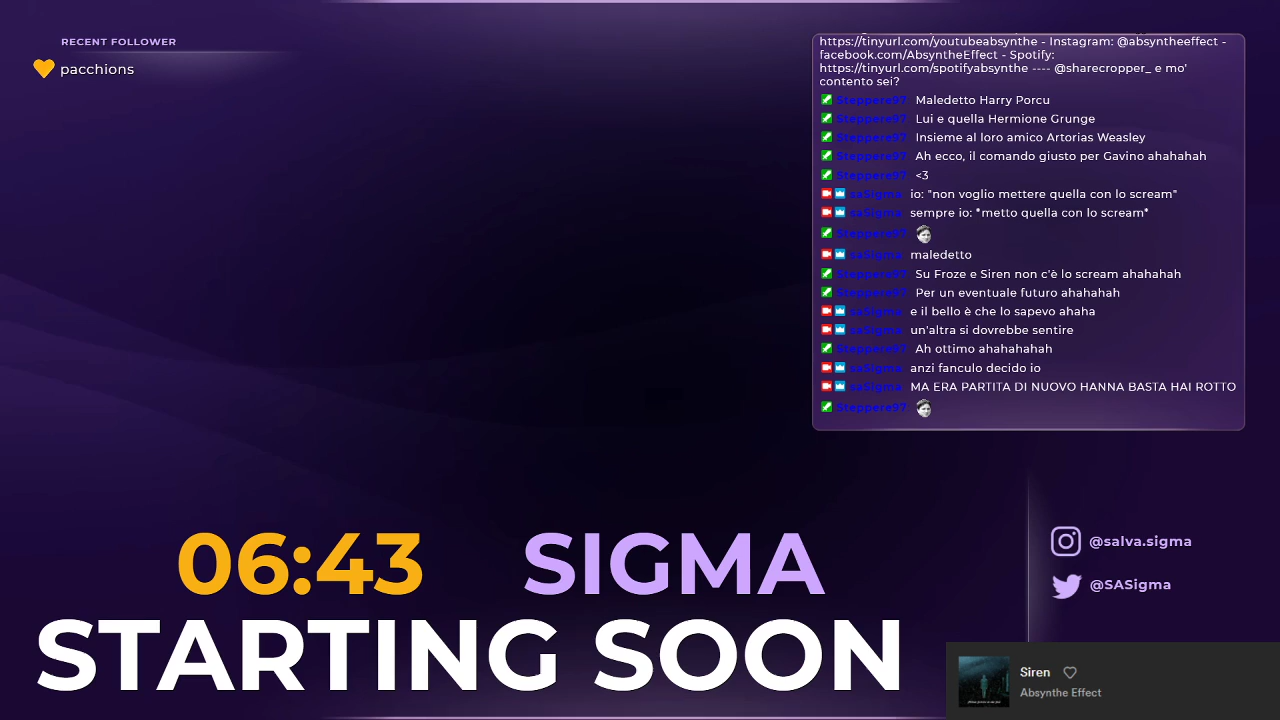 RECENT FOLLOWER
pacchions
https://tinyurl.com/youtubeabsynthe - Instagram: @absyntheeffect -
facebook.com/AbsyntheEffect - Spotify:
https://tinyurl.com/spotifyabsynthe ---- @sharecropper_ e mo'
contento sei?
Steppere97 Maledetto Harry Porcu
Steppere97 Lui e quella Hermione Grunge
Steppere97 Insieme al loro amico Artorias Weasley
Steppere97 Ah ecco, il comando giusto per Gavino ahahahah
Steppere97 <3
saSigma io: "non voglio mettere quella con lo scream"
saSigma sempre io: *metto quella con lo scream*
Steppere97
saSigma maledetto
Steppere97 Su Froze e Siren non c'è lo scream ahahahah
Steppere97 Per un eventuale futuro ahahahah
saSigma e il bello è che lo sapevo ahaha
saSigma un'altra si dovrebbe sentire
Steppere97 Ah ottimo ahahahahah
saSigma anzi fanculo decido io
saSigma MA ERA PARTITA DI NUOVO HANNA BASTA HAI ROTTO
Steppere97
06:43 SIGMA
STARTING SOON
@salva.sigma
@SASigma
Siren
Absynthe Effect